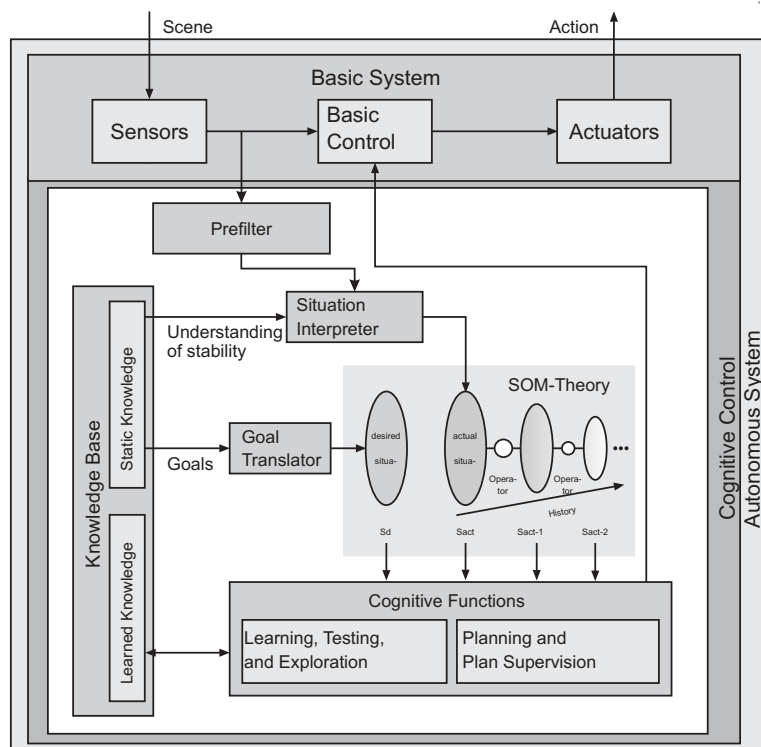 Scene
Action
Basic System
Sensors
Basic
Control
Actuators
Prefilter
Situation
Interpreter
Understanding
of stability
SOM-Theory
Knowledge Base
Static Knowledge
Goals
Goal
Translator
desired
situa-
actual
situa-
Opera-
tor
Opera-
tor
•••
History
Sd
Sact
Sact-1
Sact-2
Cognitive Functions
Learning, Testing,
and Exploration
Planning and
Plan Supervision
Learned Knowledge
Cognitive Control
Autonomous System